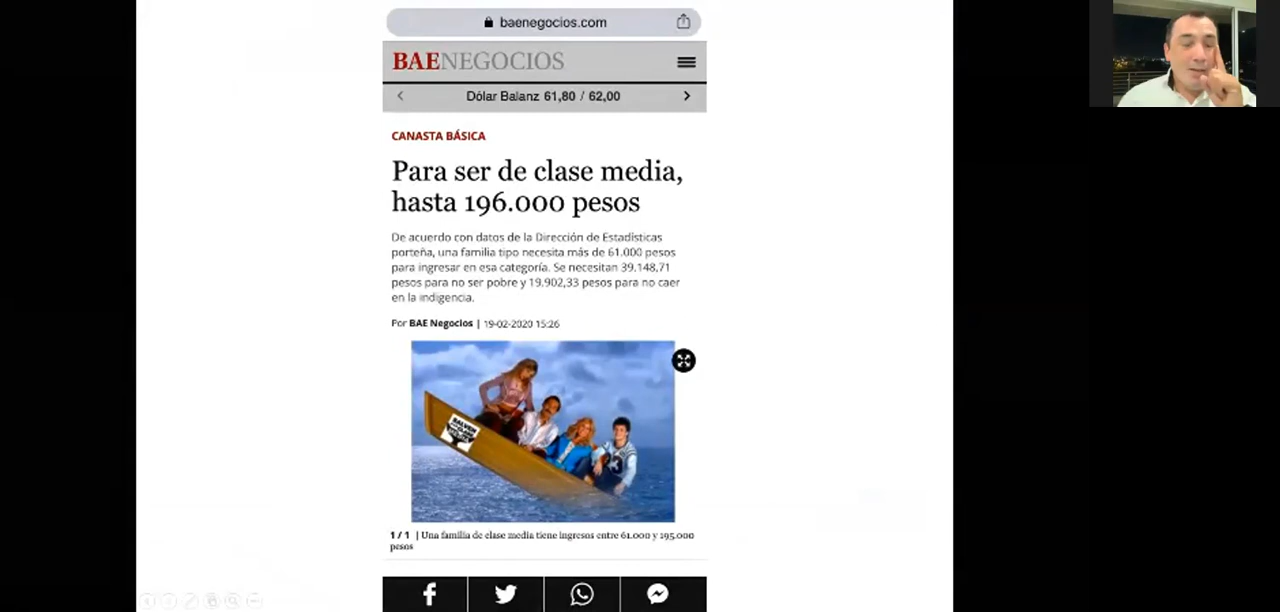 baenegocios.com
BAENEGOCIOS
Dólar Balanz 61,80 / 62,00
CANASTA BÁSICA
Para ser de clase media,
hasta 196.000 pesos
De acuerdo con datos de la Dirección de Estadísticas
porteña, una familia tipo necesita más de 61.000 pesos
para ingresar en esa categoría. Se necesitan 39.148,71
pesos para no ser pobre y 19.902,33 pesos para no caer
en la indigencia.
Por BAE Negocios | 19-02-2020 15:26
SALVEN
1 / 1 | Una familia de clase media tiene ingresos entre 61.000 y 195.000
pesos